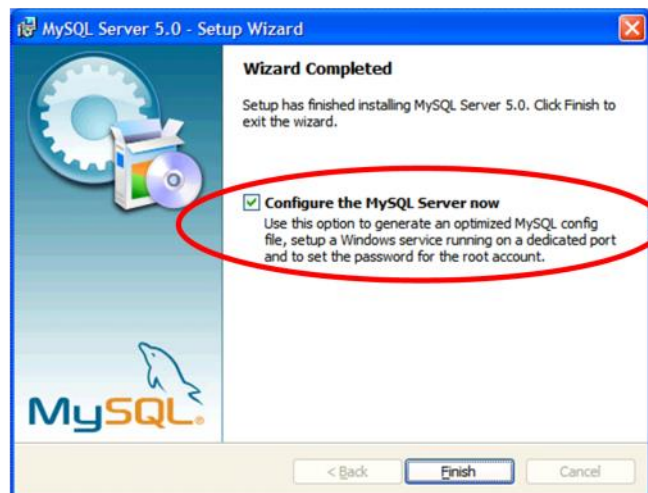 MySQL Server 5.0 - Setup Wizard
Wizard Completed
Setup has finished installing MySQL Server 5.0. Click Finish to
exit the wizard.
Configure the MySQL Server now
Use this option to generate an optimized MySQL config
file, setup a Windows service running on a dedicated port
and to set the password for the root account.
MySQL.
< Back
Finish
Cancel